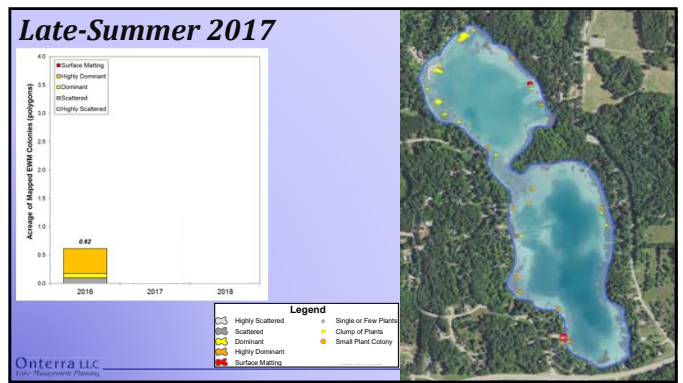 Late-Summer 2017
Acreage of Mapped EWM Colonies (polygons)
4.0
3.5
3.0
2.5
2.0
1.5
1.0
0.5
0.0
Surface Matting
Highly Dominant
Dominant
Scattered
Highly Scattered
0.62
2016
2017
2018
Legend
Highly Scattered
Scattered
Dominant
Highly Dominant
Surface Matting
Single or Few Plants
Clump of Plants
Small Plant Colony
Onterra LLC
Lake Management Planning